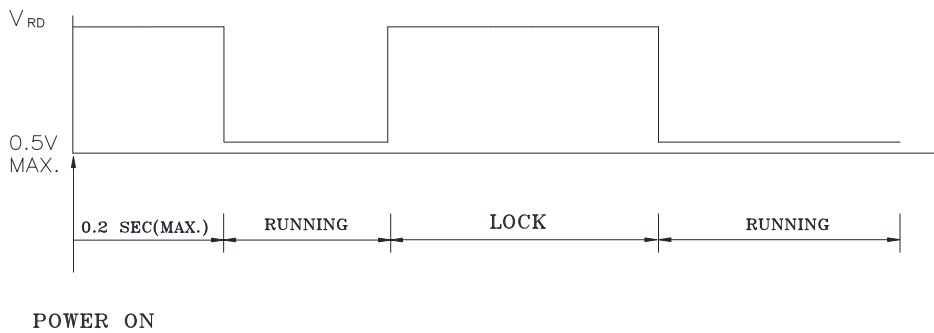 V RD
0.5V
MAX.
0.2 SEC(MAX.) RUNNING LOCK RUNNING
POWER ON